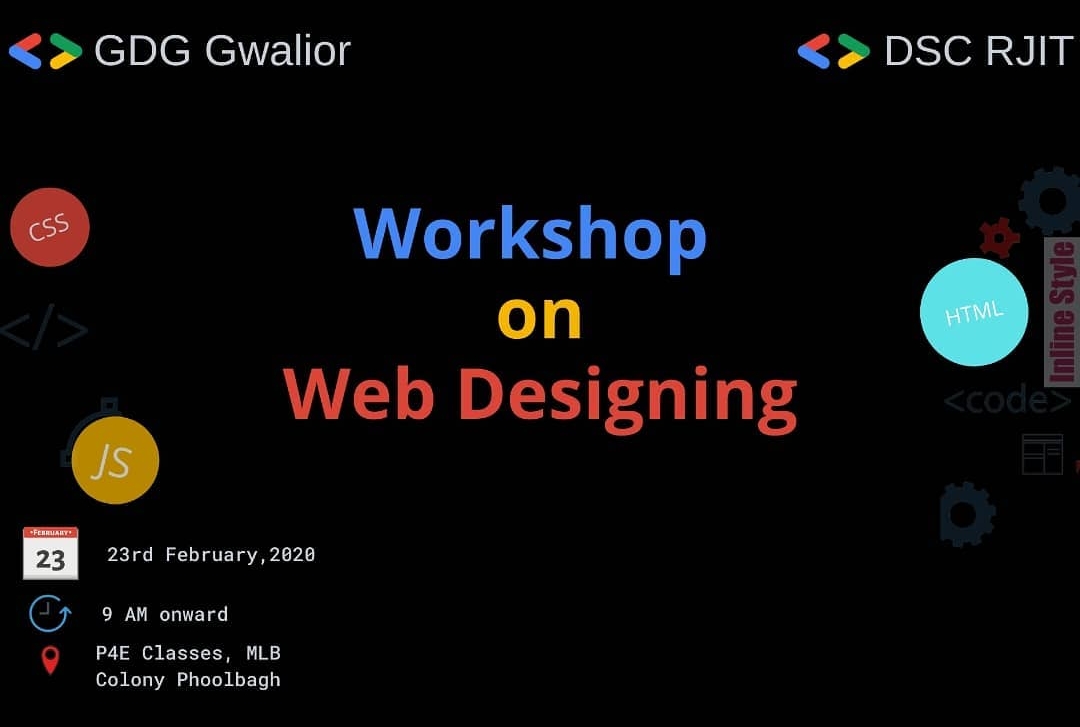 GDG Gwalior
DSC RJIT
CSS
Workshop
on
Web Designing
Inline Style
HTML
</>
<code>
JS
•FEBRUARY•
23
23rd February,2020
9 AM onward
P4E Classes, MLB
Colony Phoolbagh